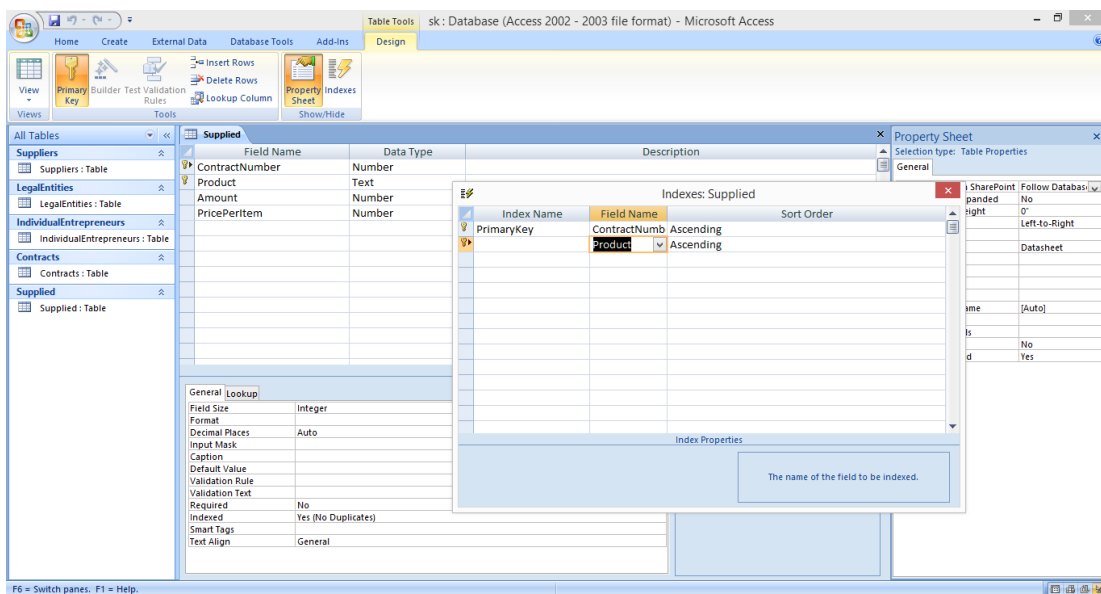 Table Tools sk : Database (Access 2002 - 2003 file format) - Microsoft Access
Home Create External Data Database Tools Add-Ins Design
View
Primary Key
Builder
Test Validation Rules
Insert Rows
Delete Rows
Lookup Column
Property Sheet
Indexes
Views Tools Show/Hide
All Tables
Suppliers
Suppliers : Table
LegalEntities
LegalEntities : Table
IndividualEntrepreneurs
IndividualEntrepreneurs : Table
Contracts
Contracts : Table
Supplied
Supplied : Table
Supplied
Field Name Data Type Description
ContractNumber Number
Product Text
Amount Number
PricePerItem Number
General Lookup
Field Size Integer
Format
Decimal Places Auto
Input Mask
Caption
Default Value
Validation Rule
Validation Text
Required No
Indexed Yes (No Duplicates)
Smart Tags
Text Align General
Indexes: Supplied
Index Name Field Name Sort Order
PrimaryKey ContractNumb Ascending
Product Ascending
Index Properties
The name of the field to be indexed.
Property Sheet
Selection type: Table Properties
General
SharePoint Follow Databas
panded No
eight 0"
Left-to-Right
Datasheet
ame [Auto]
ls
No
d Yes
F6 = Switch panes. F1 = Help.